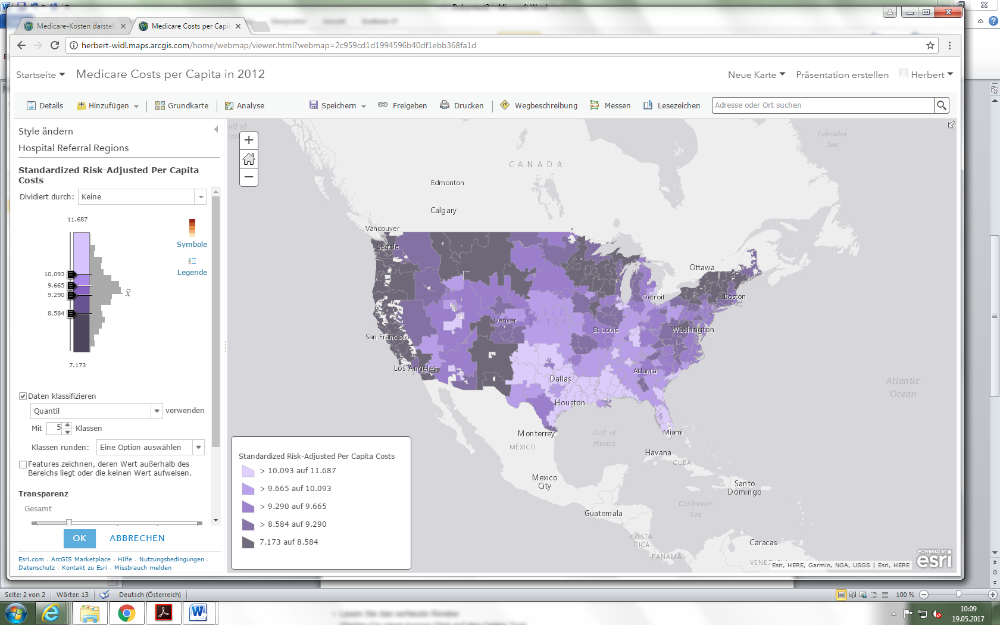 Medicare-Kosten darstell
Medicare Costs per Capit
herbert-widl.maps.arcgis.com/home/webmap/viewer.html?webmap=2c959cd1d1994596b40df1ebb368fa1d
Startseite
Medicare Costs per Capita in 2012
Neue Karte
Präsentation erstellen
Herbert
Details
Hinzufügen
Grundkarte
Analyse
Speichern
Freigeben
Drucken
Wegbeschreibung
Messen
Lesezeichen
Adresse oder Ort suchen
Style ändern
Hospital Referral Regions
Standardized Risk-Adjusted Per Capita
Costs
Dividiert durch: Keine
11.687
10.093
9.665
9.290
8.584
7.173
x̄
Symbole
Legende
Daten klassifizieren
Quantil verwenden
Mit 5 Klassen
Klassen runden: Eine Option auswählen
Features zeichnen, deren Wert außerhalb des
Bereichs liegt oder die keinen Wert aufweisen.
Transparenz
Gesamt
OK ABBRECHEN
Esri.com . ArcGIS Marketplace . Hilfe . Nutzungsbedingungen .
Datenschutz . Kontakt zu Esri . Missbrauch melden
Gulf of
Labrador
Sea
CANADA
Edmonton
Calgary
Vancouver
Seattle
Ottawa
Detroit
Boston
UNITED
STATES
Denver
St Louis
Washington
San Francisco
Los Angeles
Atlanta
Dallas
Houston
Atlantic
Ocean
Monterrey
MÉXICO
Gulf of
Mexico
Miami
Havana
CUBA
Mexico
City
Santo
Domingo
Guatemala
Caribbean
Sea
COSTA
RICA
PANAMÁ
Caracas
VENEZUELA
Standardized Risk-Adjusted Per Capita Costs
> 10.093 auf 11.687
> 9.665 auf 10.093
> 9.290 auf 9.665
> 8.584 auf 9.290
7.173 auf 8.584
POWERED BY
esri
Esri, HERE, Garmin, NGA, USGS | Esri, HERE
Seite: 2 von 2
Wörter: 13
Deutsch (Österreich)
100 %
Lesen Sie das verfasste Review
10:09
19.05.2017